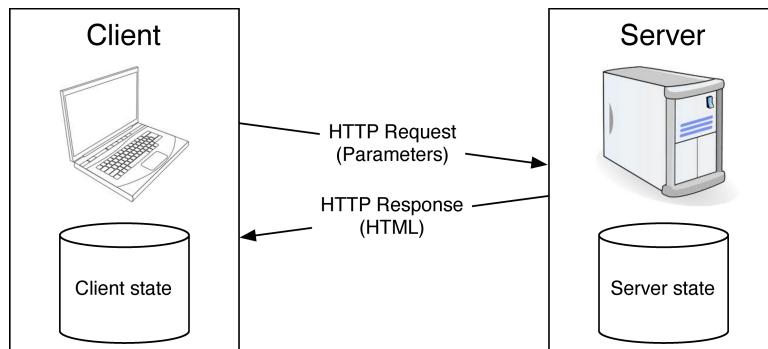 Client
Server
HTTP Request
(Parameters)
HTTP Response
(HTML)
Client state
Server state